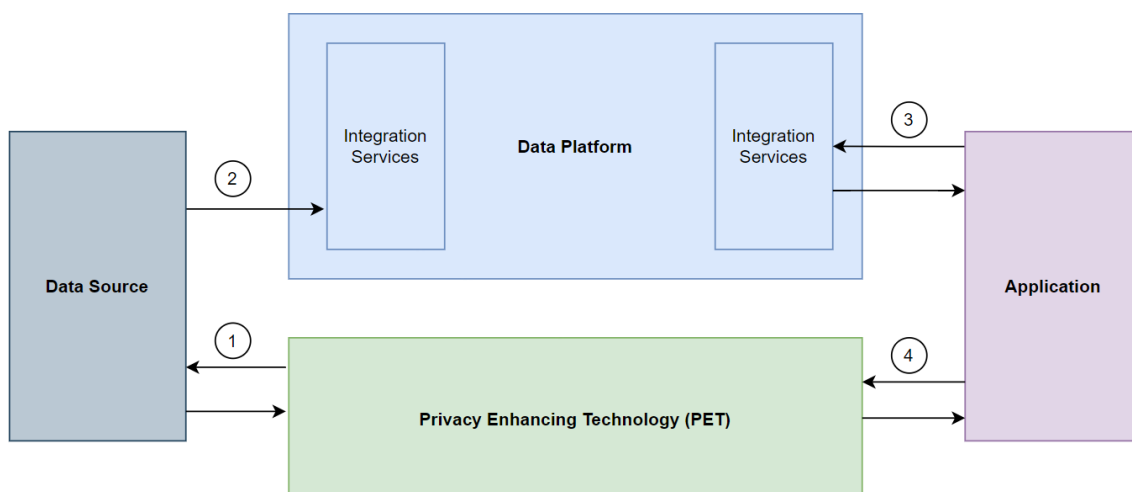 Integration
Services
Data Platform
Integration
Services
3
2
Data Source
Application
1
4
Privacy Enhancing Technology (PET)